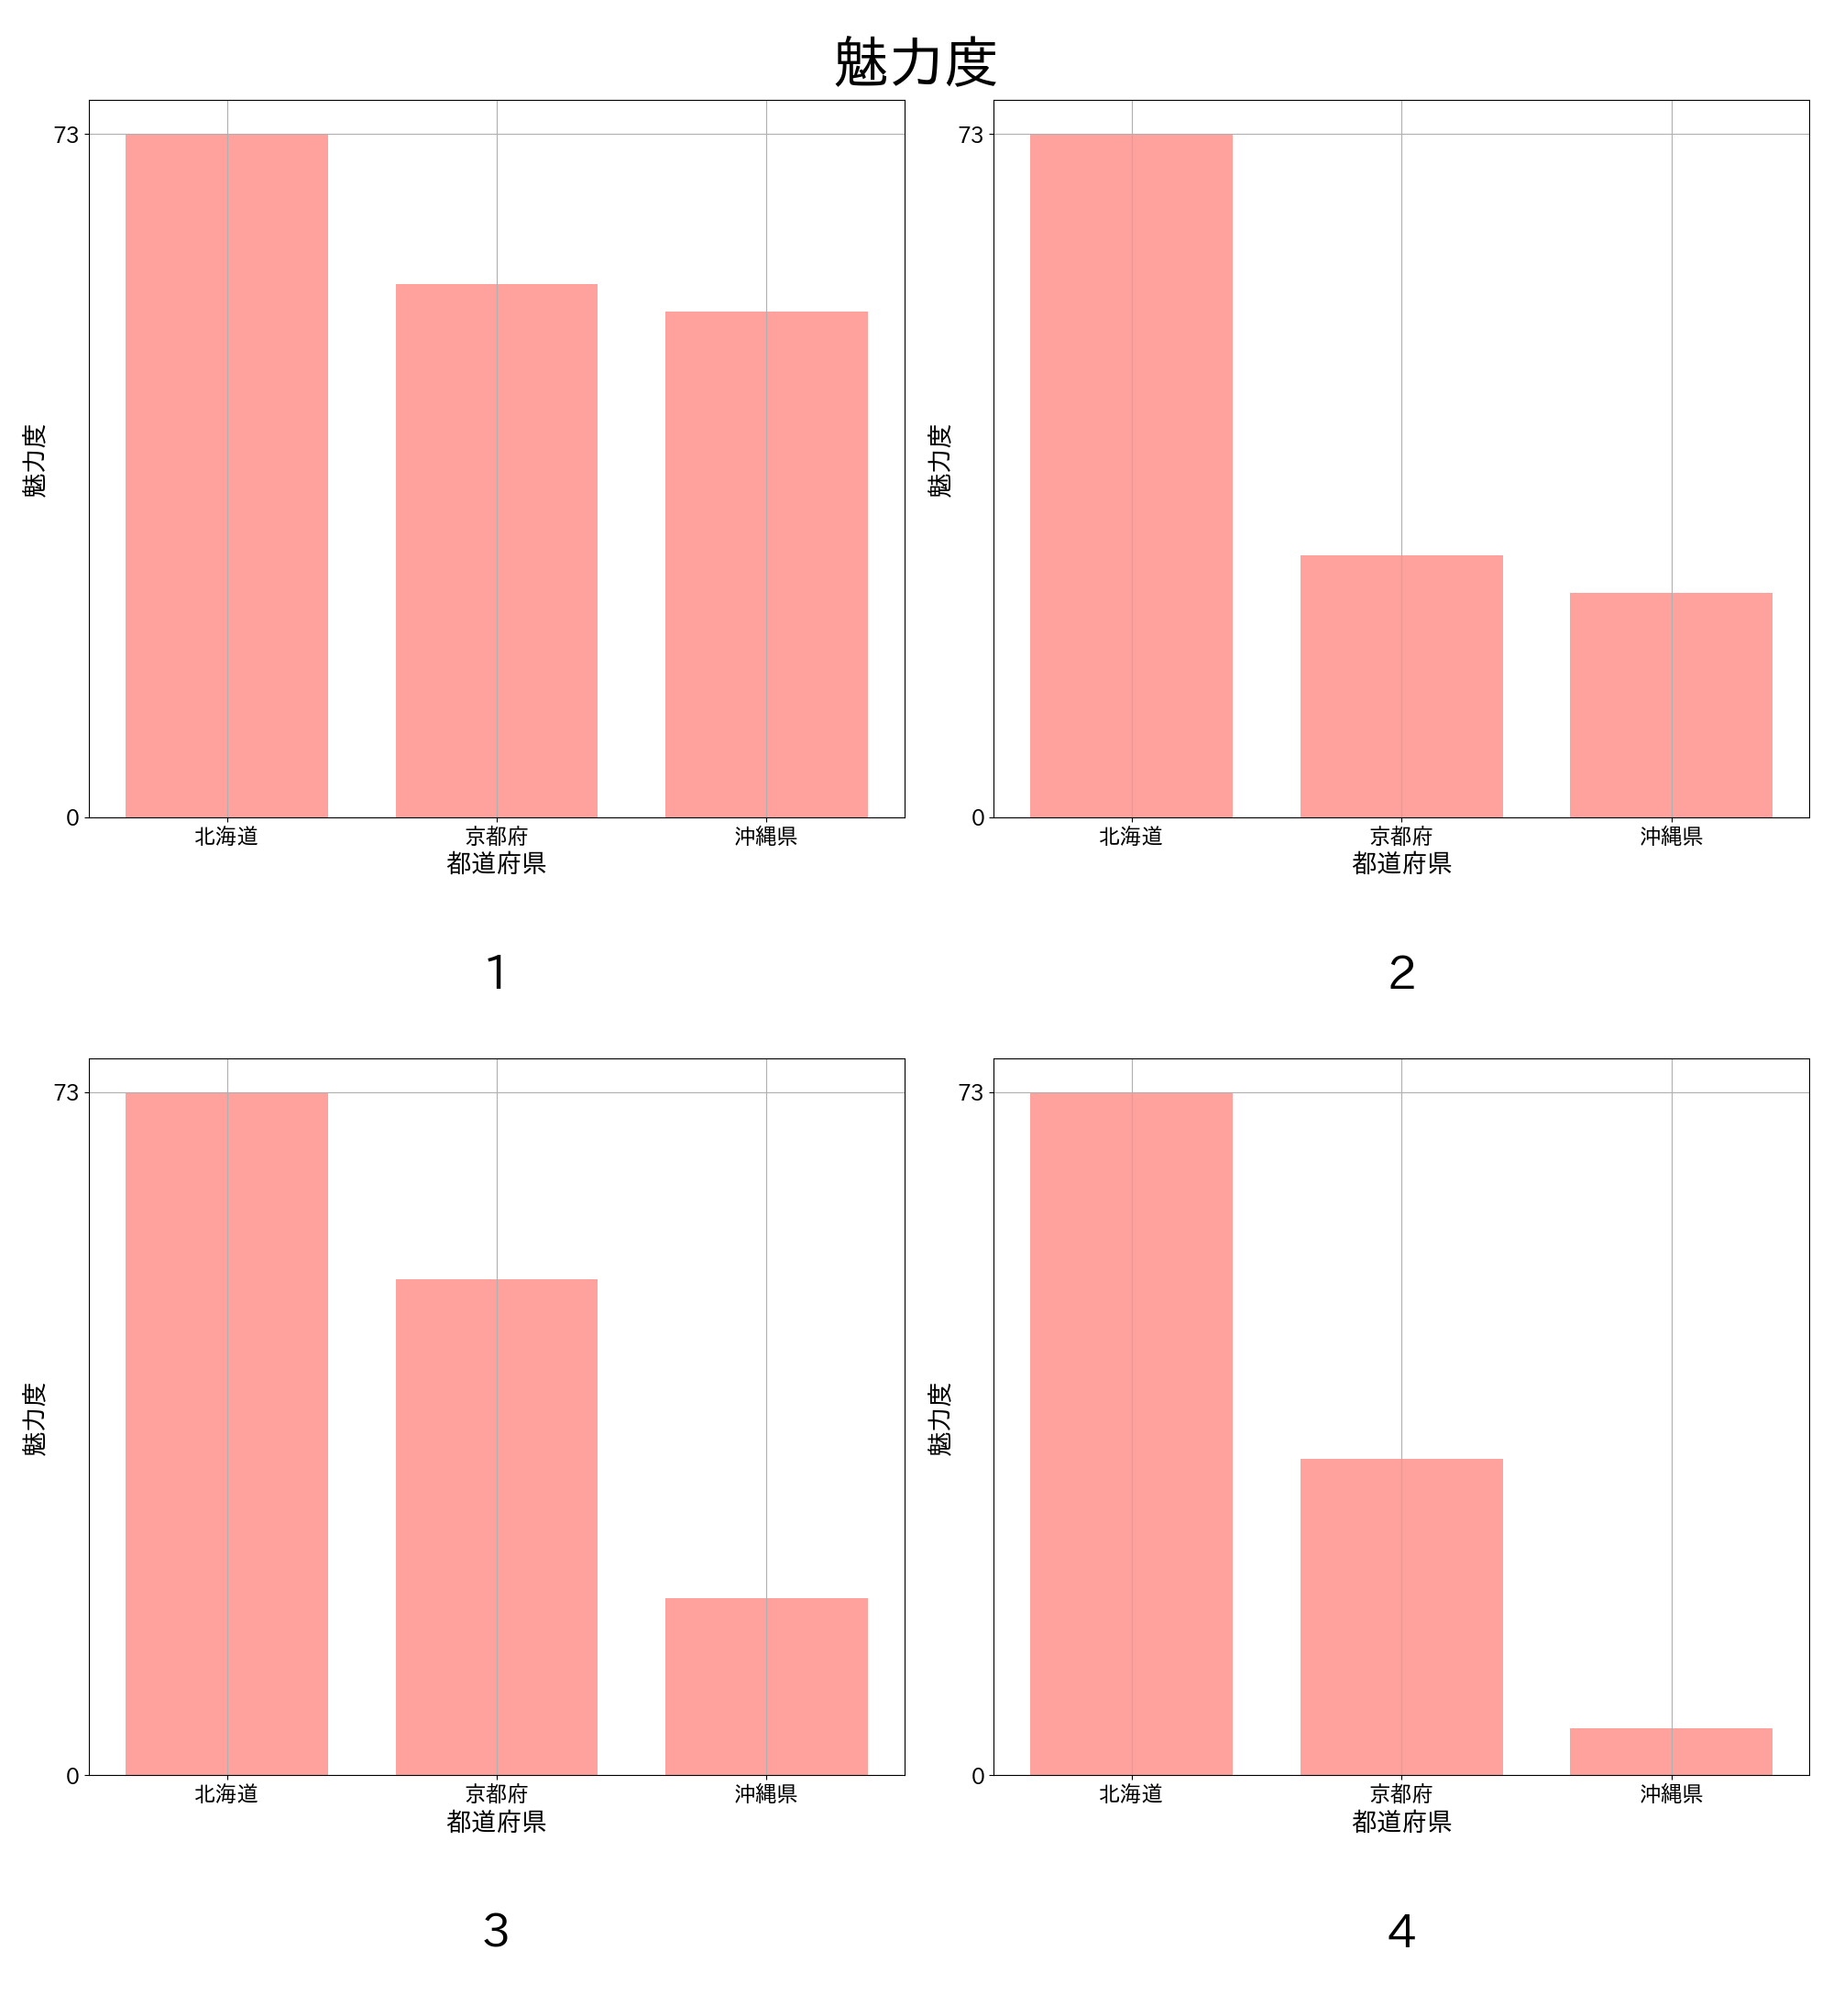 魅力度
73
0
魅力度
北海道 京都府 沖縄県
都道府県
1
73
0
魅力度
北海道 京都府 沖縄県
都道府県
2
73
0
魅力度
北海道 京都府 沖縄県
都道府県
3
73
0
魅力度
北海道 京都府 沖縄県
都道府県
4